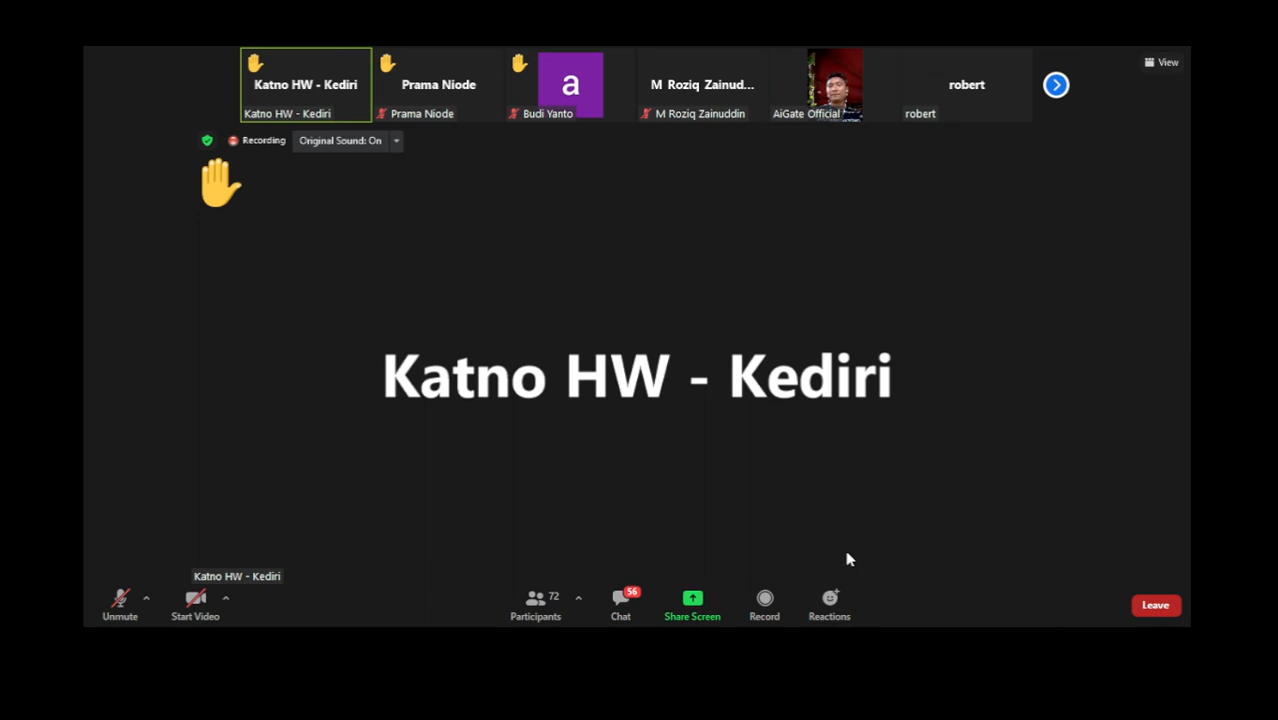 Katno HW - Kediri
Prama Niode
a
M Roziq Zainud...
robert
View
Katno HW - Kediri
Prama Niode
Budi Yanto
M Roziq Zainuddin
AiGate Official
robert
Recording
Original Sound: On
Katno HW - Kediri
Katno HW - Kediri
72
56
Unmute
Start Video
Participants
Chat
Share Screen
Record
Reactions
Leave